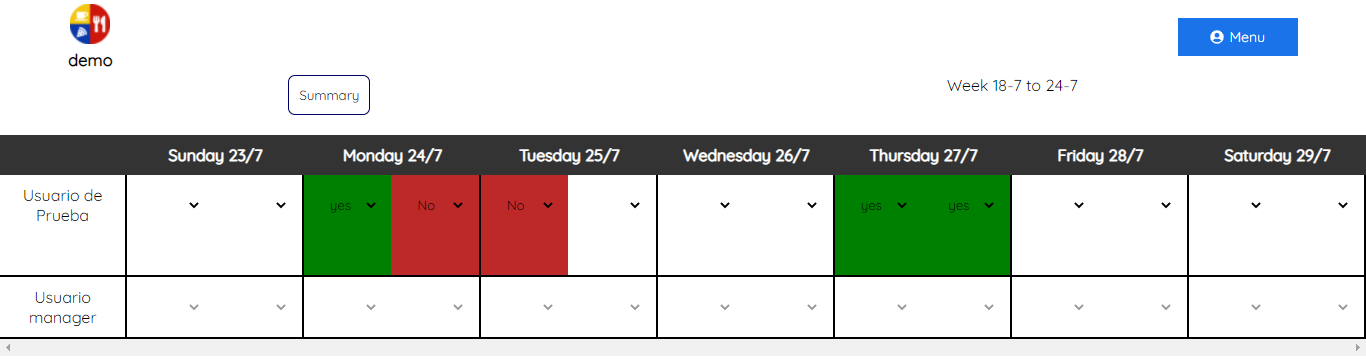 demo
Menu
Summary
Week 18-7 to 24-7
Sunday 23/7 Monday 24/7 Tuesday 25/7 Wednesday 26/7 Thursday 27/7 Friday 28/7 Saturday 29/7
Usuario de
Prueba
yes No No yes yes
Usuario
manager